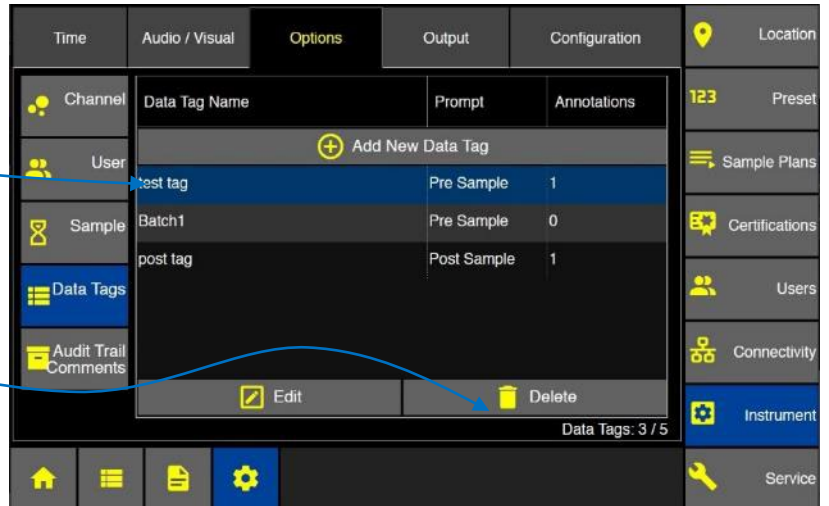 Time
Audio / Visual
Options
Output
Configuration
Channel
User
Sample
Data Tags
Audit Trail
Comments
Data Tag Name
Prompt
Annotations
Add New Data Tag
test tag
Pre Sample
1
Batch1
Pre Sample
0
post tag
Post Sample
1
Edit
Delete
Data Tags: 3 / 5
Location
123
Preset
Sample Plans
Certifications
Users
Connectivity
Instrument
Service